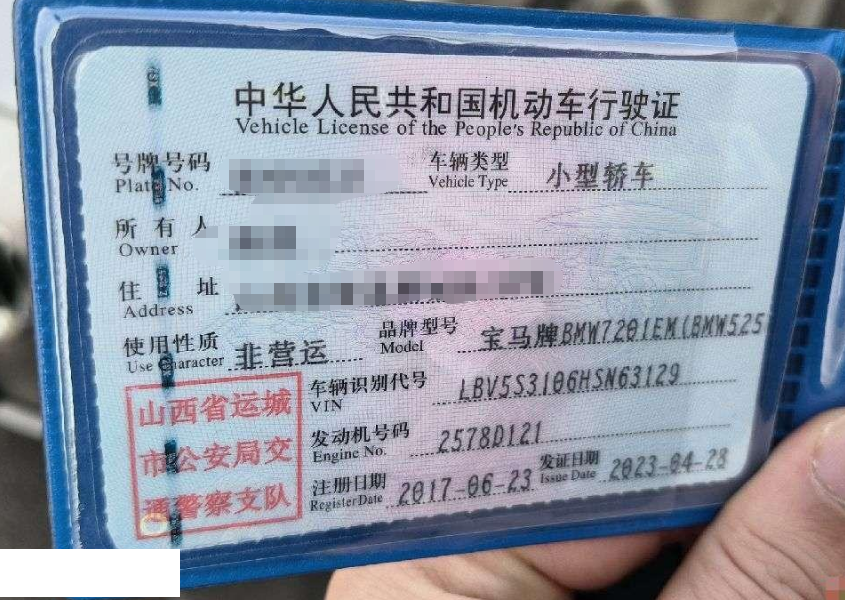 中华人民共和国机动车行驶证
Vehicle License of the People's Republic of China
号牌号码 Plate No. 车辆类型 Vehicle Type 小型轿车
所有人 Owner
住址 Address
使用性质 Use Character 非营运 品牌型号 Model 宝马牌BMW7201EM(BMW525
车辆识别代号 VIN LBV5S3106HSN63129
发动机号码 Engine No. 2578D121
注册日期 Register Date 2017-06-23 发证日期 Issue Date 2023-04-28
山西省运城
市公安局交
通警察支队